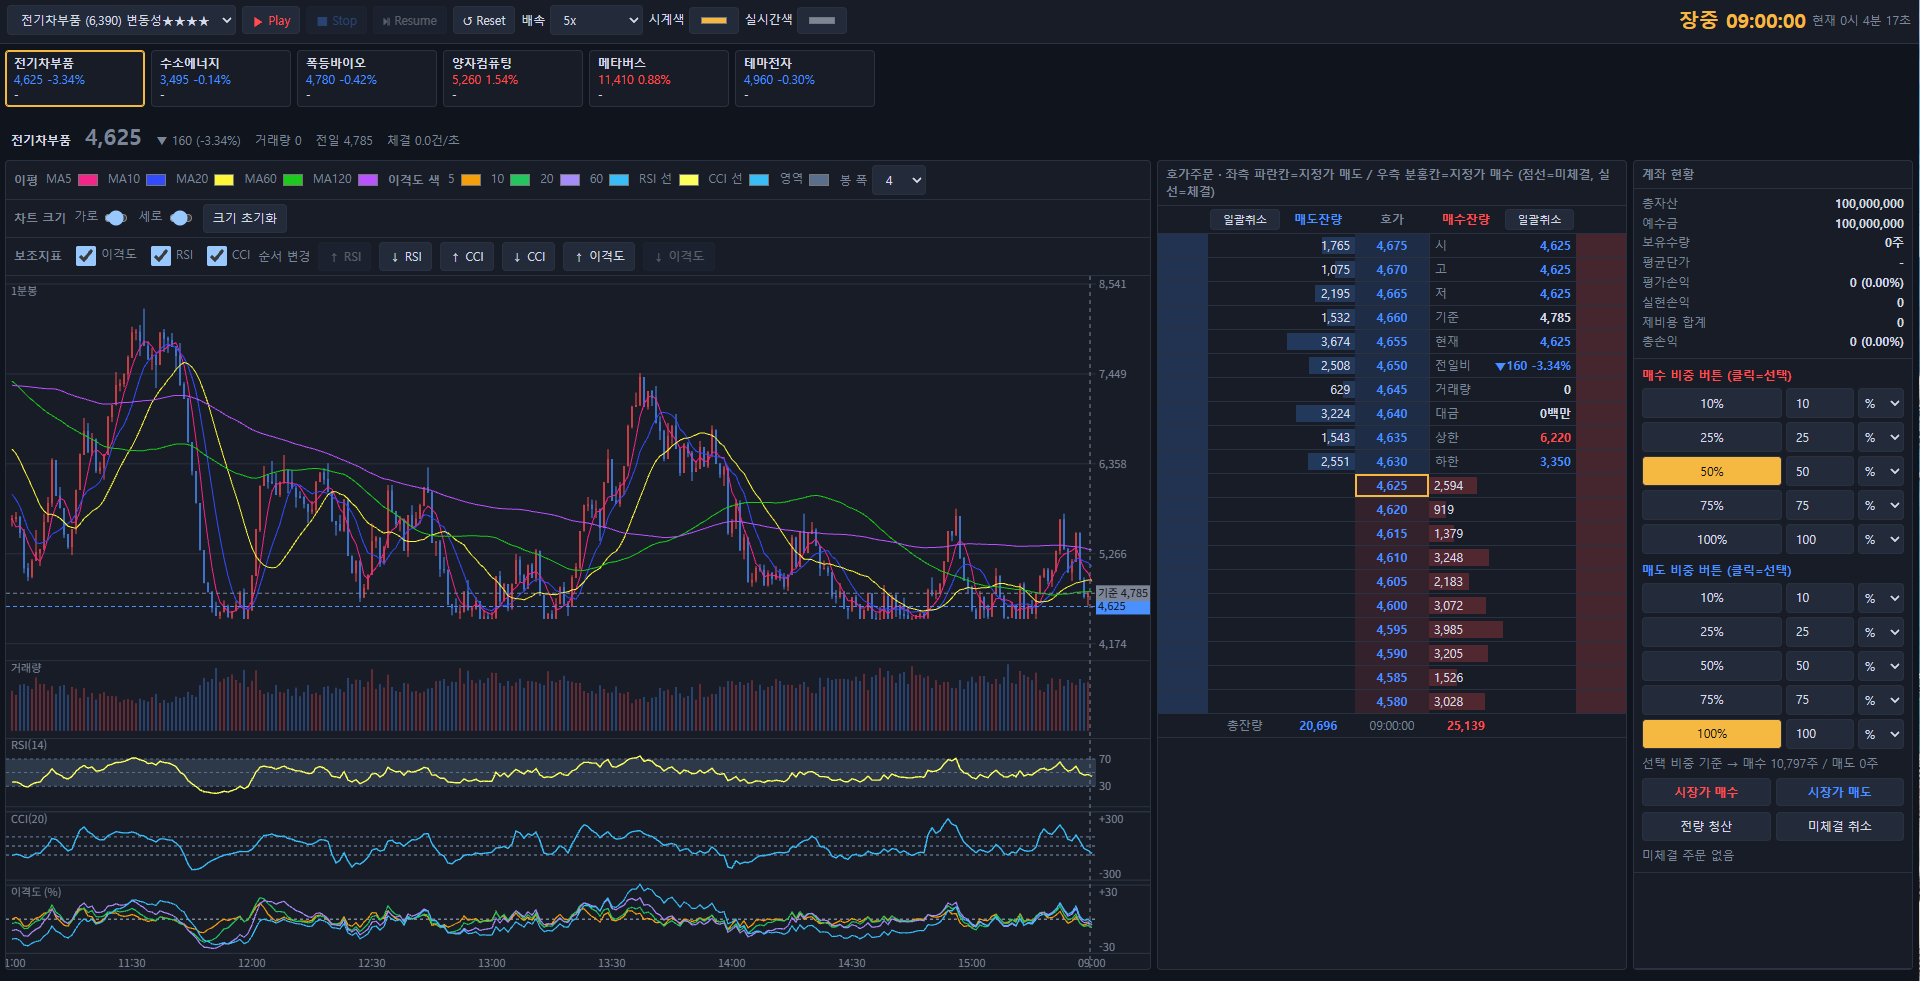 전기차부품 (6,390) 변동성★★★★ ▶ Play ■ Stop ⏯ Resume ↺ Reset 배속 5x 시계색 실시간색 장중 09:00:00 현재 0시 4분 17초
전기차부품 수소에너지 폭등바이오 양자컴퓨팅 메타버스 테마전자
4,625 -3.34% 3,495 -0.14% 4,780 -0.42% 5,260 1.54% 11,410 0.88% 4,960 -0.30%
- - - - - -
전기차부품 4,625 ▼ 160 (-3.34%) 거래량 0 전일 4,785 체결 0.0건/초
이평 MA5 MA10 MA20 MA60 MA120 이격도 색 5 10 20 60 RSI 선 CCI 선 영역 봉 폭 4
차트 크기 가로 세로 크기 초기화
보조지표 이격도 RSI CCI 순서 변경 ↑ RSI ↓ RSI ↑ CCI ↓ CCI ↑ 이격도 ↓ 이격도
1분봉
8,541
7,449
6,358
5,266
기준 4,785
4,625
4,174
거래량
RSI(14)
70
30
CCI(20)
+300
-300
이격도 (%)
+30
-30
1:00 11:30 12:00 12:30 13:00 13:30 14:00 14:30 15:00 09:00
호가주문 · 좌측 파란칸=지정가 매도 / 우측 분홍칸=지정가 매수 (점선=미체결, 실
선=체결)
일괄취소 매도잔량 호가 매수잔량 일괄취소
1,765 4,675 시 4,625
1,075 4,670 고 4,625
2,195 4,665 저 4,625
1,532 4,660 기준 4,785
3,674 4,655 현재 4,625
2,508 4,650 전일비 ▼160 -3.34%
629 4,645 거래량 0
3,224 4,640 대금 0백만
1,543 4,635 상한 6,220
2,551 4,630 하한 3,350
4,625 2,594
4,620 919
4,615 1,379
4,610 3,248
4,605 2,183
4,600 3,072
4,595 3,985
4,590 3,205
4,585 1,526
4,580 3,028
총잔량 20,696 09:00:00 25,139
계좌 현황
총자산 100,000,000
예수금 100,000,000
보유수량 0주
평균단가 -
평가손익 0 (0.00%)
실현손익 0
제비용 합계 0
총손익 0 (0.00%)
매수 비중 버튼 (클릭=선택)
10% 10 %
25% 25 %
50% 50 %
75% 75 %
100% 100 %
매도 비중 버튼 (클릭=선택)
10% 10 %
25% 25 %
50% 50 %
75% 75 %
100% 100 %
선택 비중 기준 → 매수 10,797주 / 매도 0주
시장가 매수 시장가 매도
전량 청산 미체결 취소
미체결 주문 없음